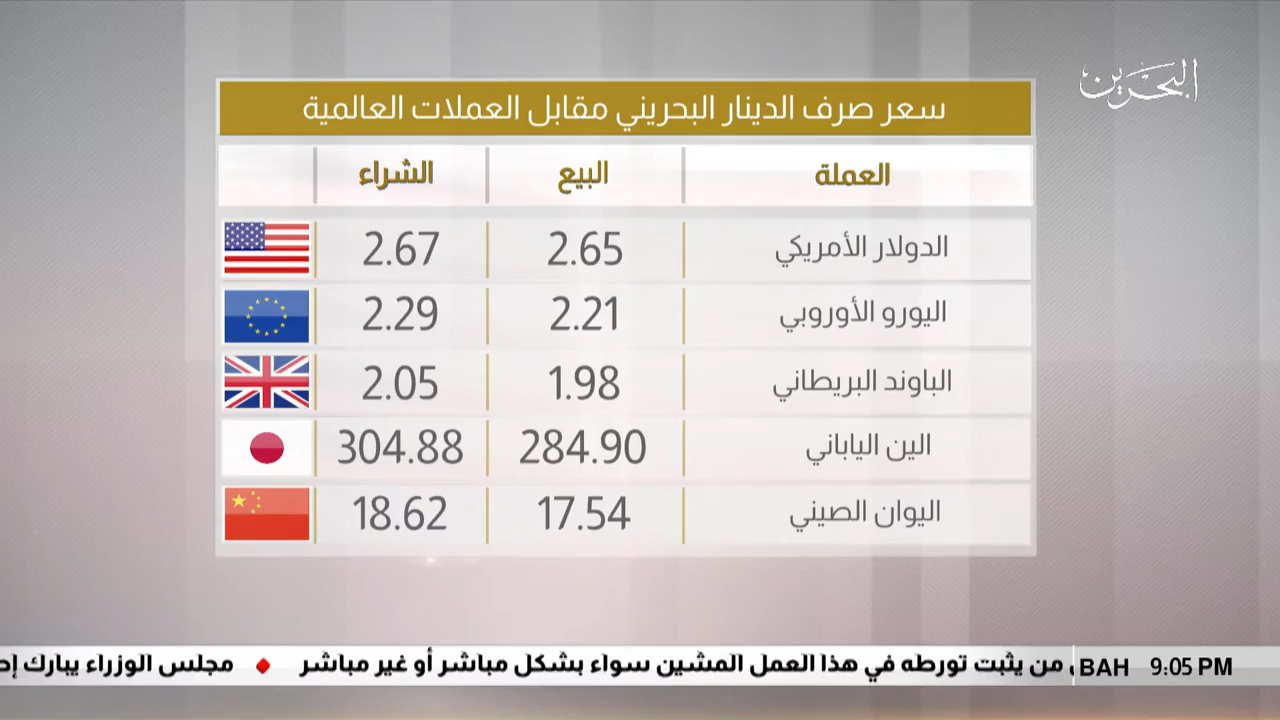 البحرين
سعر صرف الدينار البحريني مقابل العملات العالمية
العملة البيع الشراء
الدولار الأمريكي 2.65 2.67
اليورو الأوروبي 2.21 2.29
الباوند البريطاني 1.98 2.05
الين الياباني 284.90 304.88
اليوان الصيني 17.54 18.62
BAH 9:05 PM
من يثبت تورطه في هذا العمل المشين سواء بشكل مباشر أو غير مباشر • مجلس الوزراء يبارك